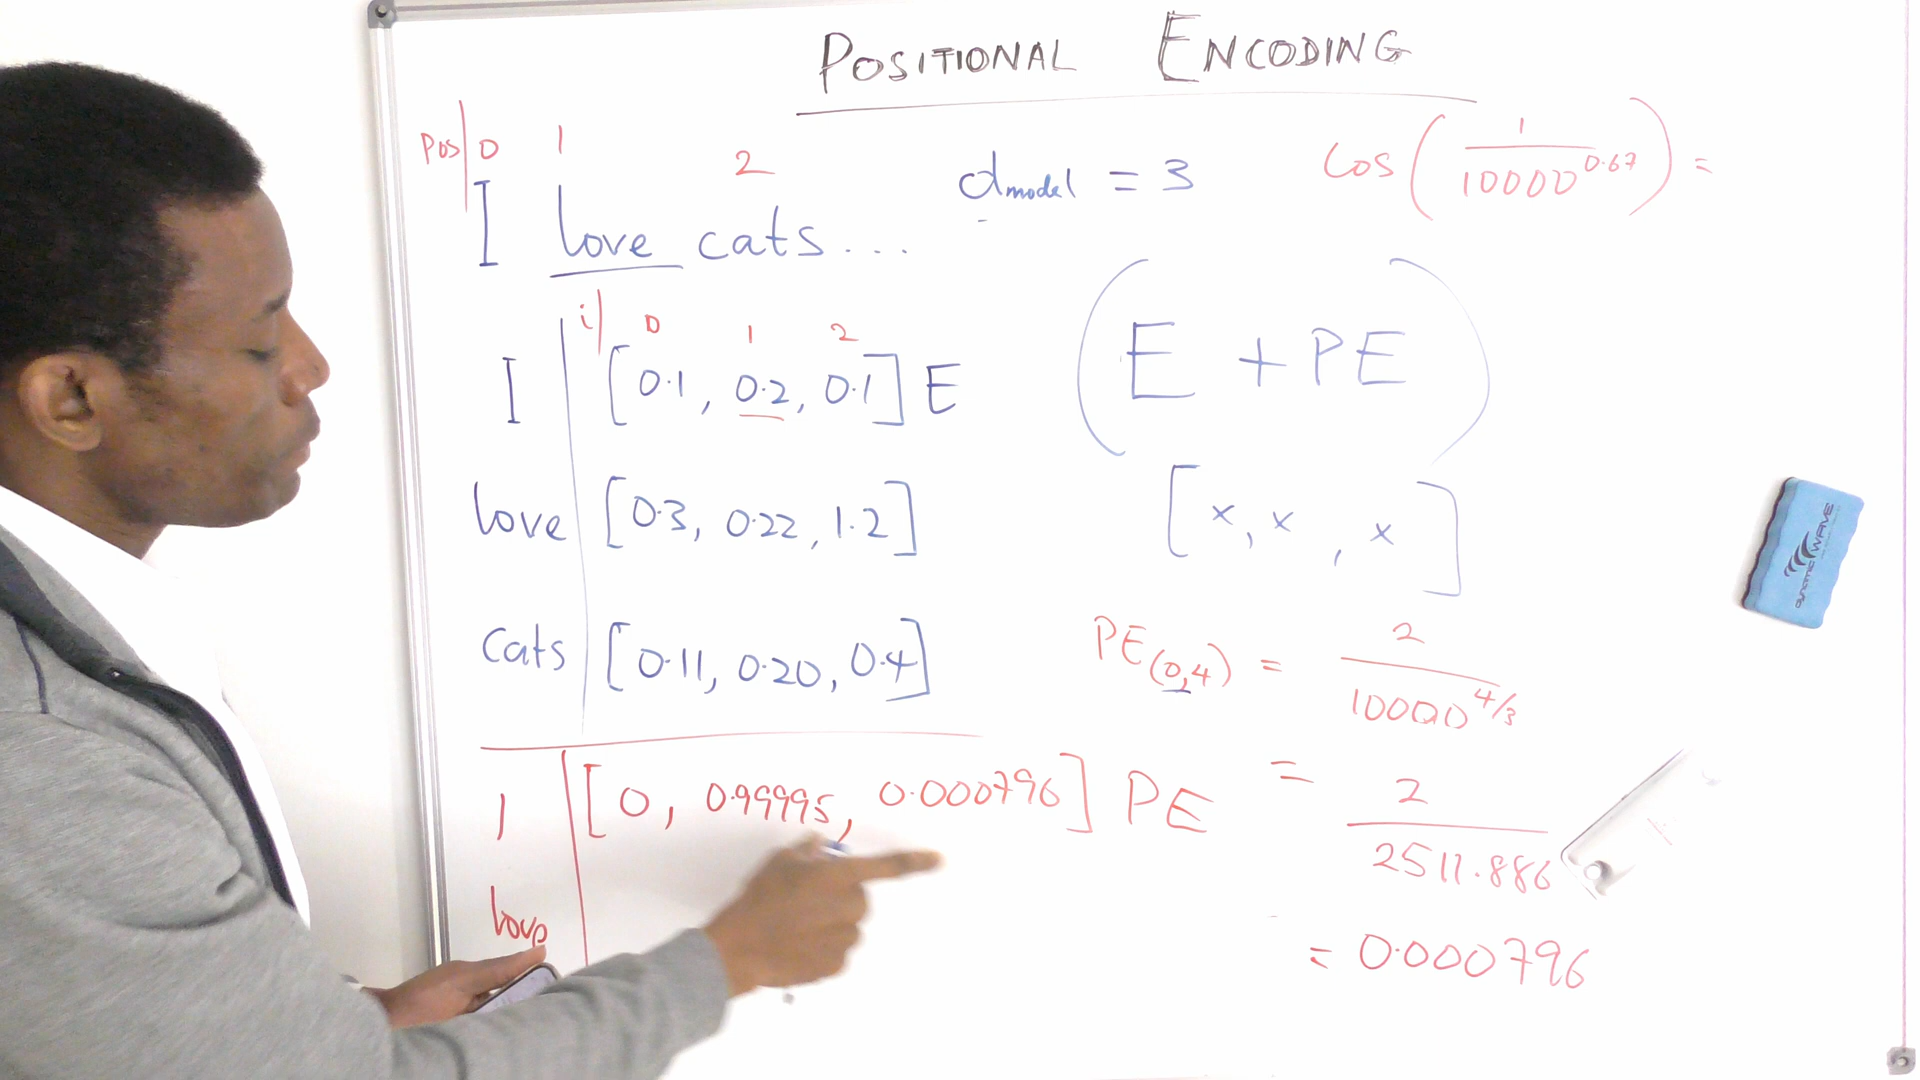 POSITIONAL ENCODING
Pos 0 1 2
I love cats...
dmodel = 3
cos(1/10000^0.67) =
i 0 1 2
I [0.1, 0.2, 0.1] E
(E + PE)
love [0.3, 0.22, 1.2]
[x, x, x]
cats [0.11, 0.20, 0.4]
PE(0,4) = 2/10000^4/3
I [0, 0.99995, 0.000796] PE
= 2/2511.886
love
= 0.000796
DYNAMIC WAVE